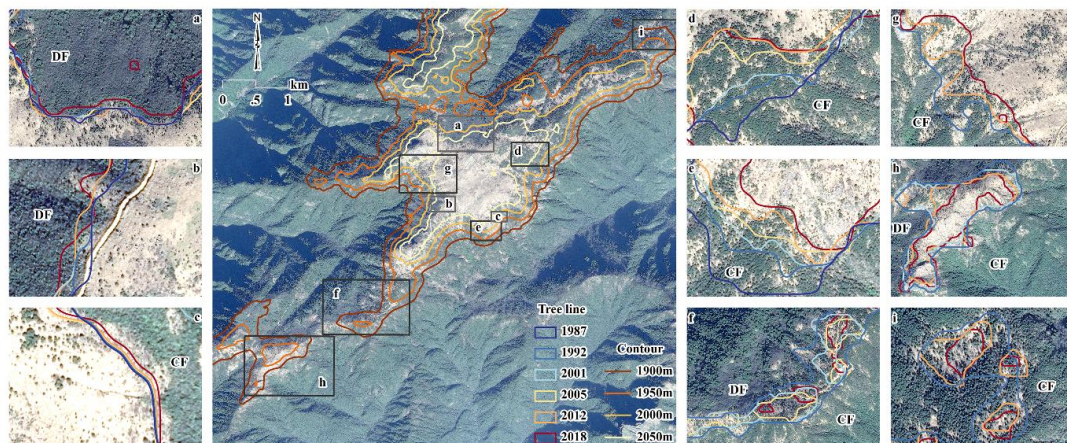 a
DF
b
DF
c
CF
N
0 .5 1 km
i
a
d
g
b
c
e
f
h
Tree line
1987
1992
2001
2005
2012
2018
Contour
1900m
1950m
2000m
2050m
d
CF
e
CF
f
DF
CF
g
CF
h
DF
CF
i
CF